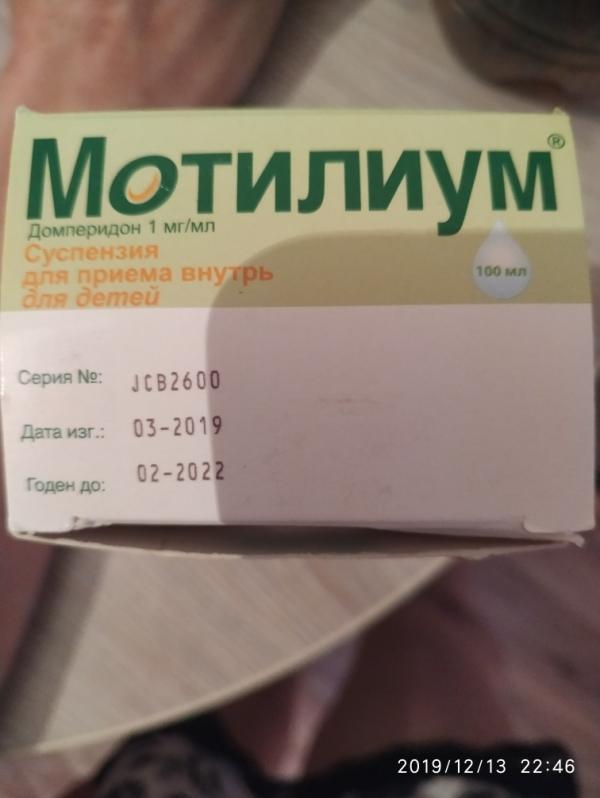 Мотилиум®
Домперидон 1 мг/мл
Суспензия
для приема внутрь
для детей
100 мл
Серия №: JCB2600
Дата изг.: 03-2019
Годен до: 02-2022
2019/12/13 22:46